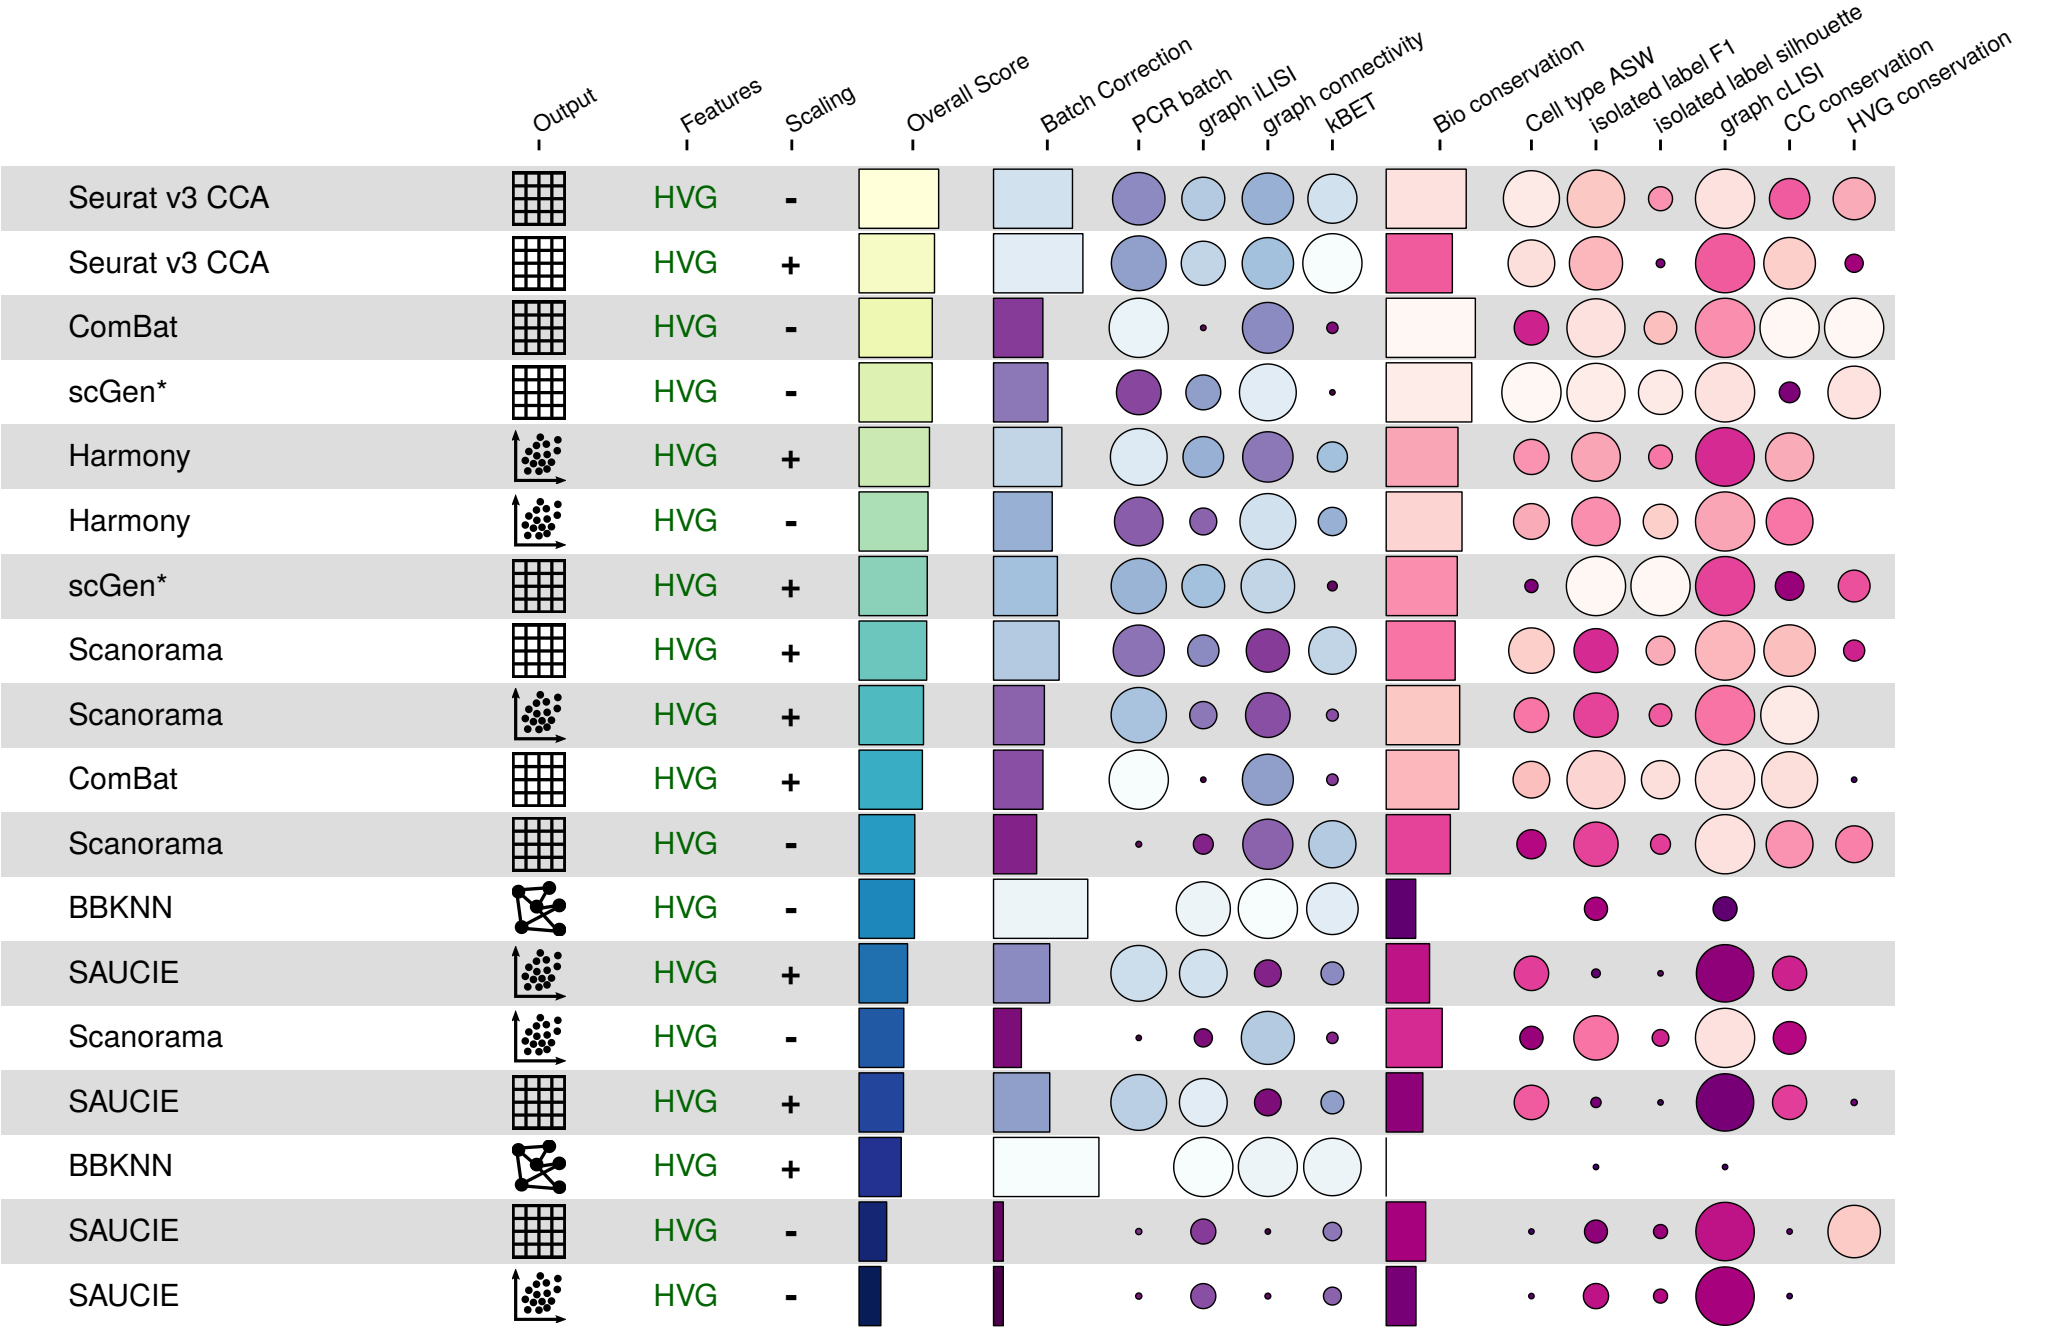 Output Features Scaling Overall Score Batch Correction PCR batch graph iLISI graph connectivity kBET Bio conservation Cell type ASW isolated label F1 isolated label silhouette graph cLISI CC conservation HVG conservation
Seurat v3 CCA HVG -
Seurat v3 CCA HVG +
ComBat HVG -
scGen* HVG -
Harmony HVG +
Harmony HVG -
scGen* HVG +
Scanorama HVG +
Scanorama HVG +
ComBat HVG +
Scanorama HVG -
BBKNN HVG -
SAUCIE HVG +
Scanorama HVG -
SAUCIE HVG +
BBKNN HVG +
SAUCIE HVG -
SAUCIE HVG -